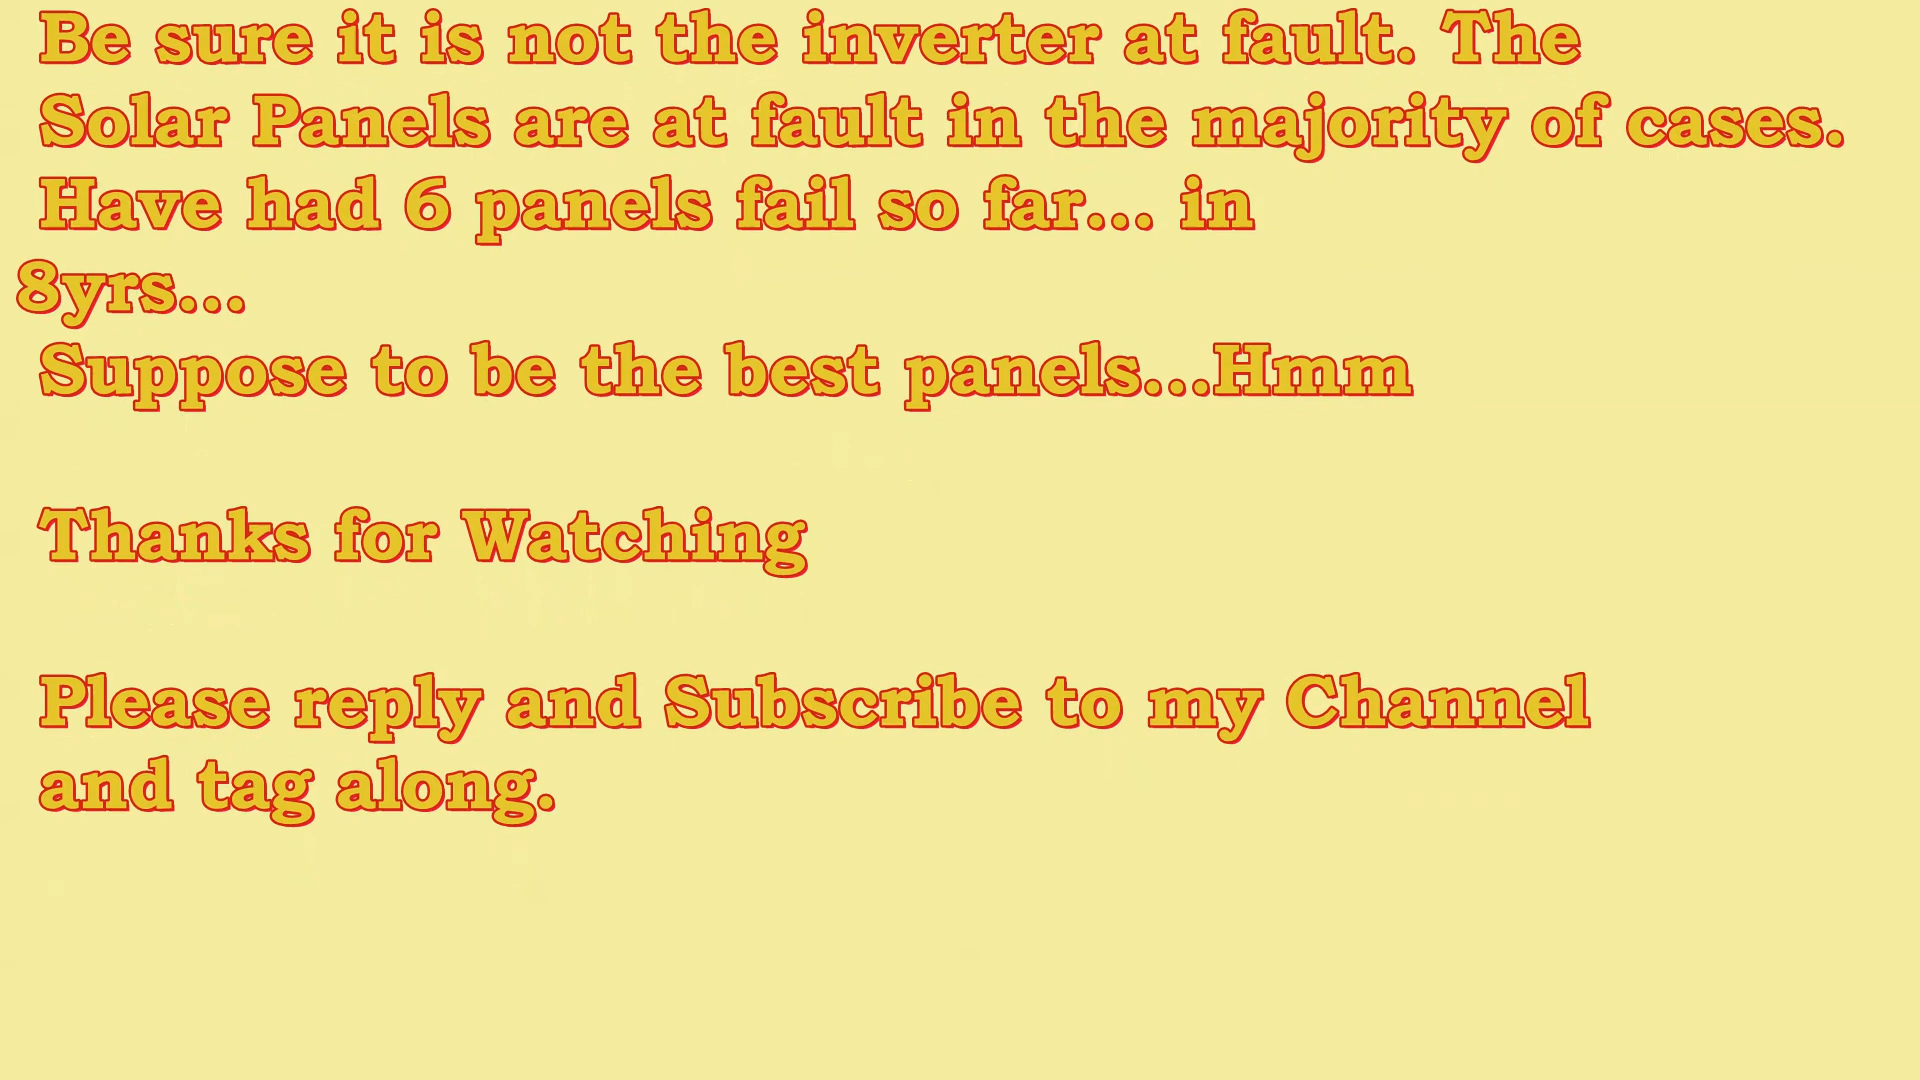 Be sure it is not the inverter at fault. The
Solar Panels are at fault in the majority of cases.
Have had 6 panels fail so far... in
8yrs...
Suppose to be the best panels...Hmm
Thanks for Watching
Please reply and Subscribe to my Channel
and tag along.